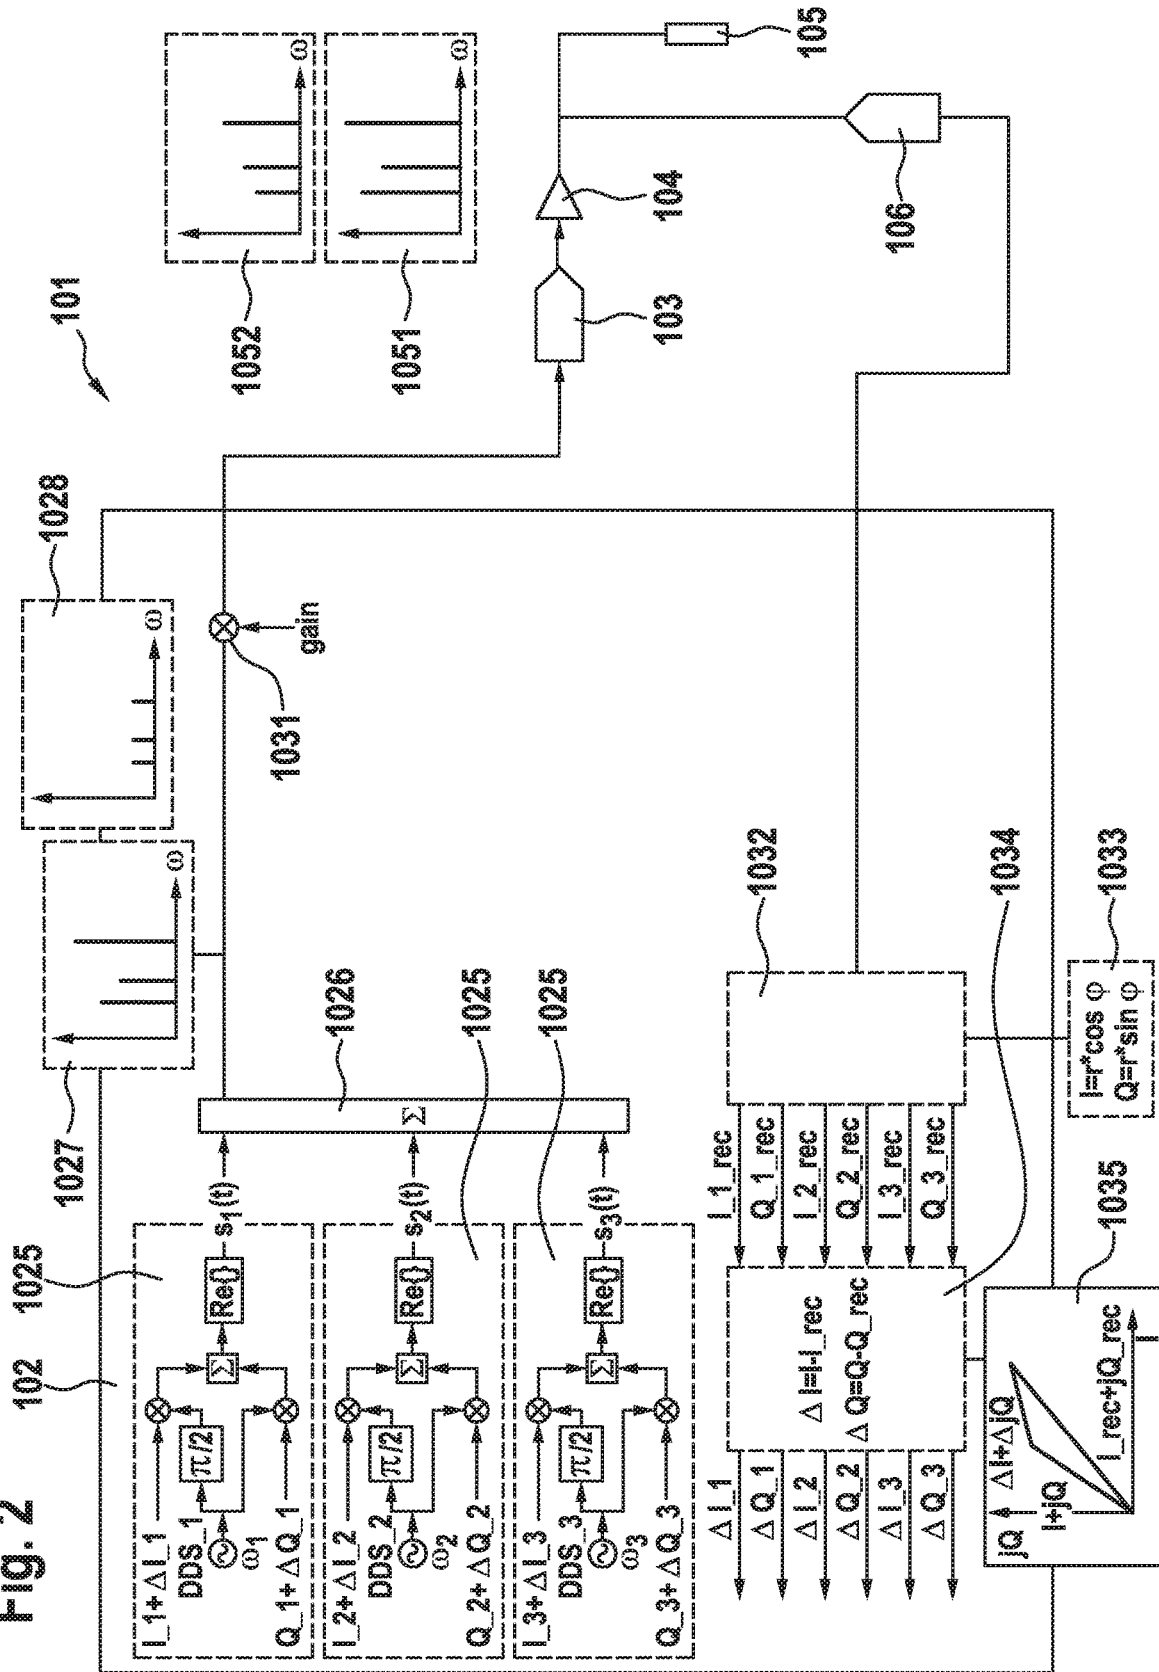 Fig. 2
101
102
1025
1027
1028
1052
1051
I_1+ΔI_1
DDS_1
ω1
Q_1+ΔQ_1
π/2
Σ
Re{}
s1(t)
I_2+ΔI_2
DDS_2
ω2
Q_2+ΔQ_2
π/2
Σ
Re{}
s2(t)
1025
I_3+ΔI_3
DDS_3
ω3
Q_3+ΔQ_3
π/2
Σ
Re{}
s3(t)
1025
Σ
1026
ω
ω
ω
ω
1031
gain
103
104
105
106
ΔI_1
ΔQ_1
ΔI_2
ΔQ_2
ΔI_3
ΔQ_3
ΔI=I-I_rec
ΔQ=Q-Q_rec
I_1_rec
Q_1_rec
I_2_rec
Q_2_rec
I_3_rec
Q_3_rec
1032
1034
jQ
I+jQ
ΔI+ΔjQ
I_rec+jQ_rec
I
1035
I=r*cos φ
Q=r*sin φ
1033